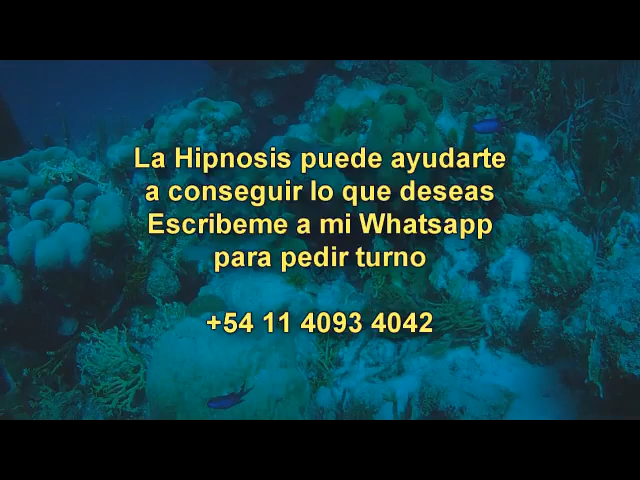 La Hipnosis puede ayudarte
a conseguir lo que deseas
Escribeme a mi Whatsapp
para pedir turno
+54 11 4093 4042